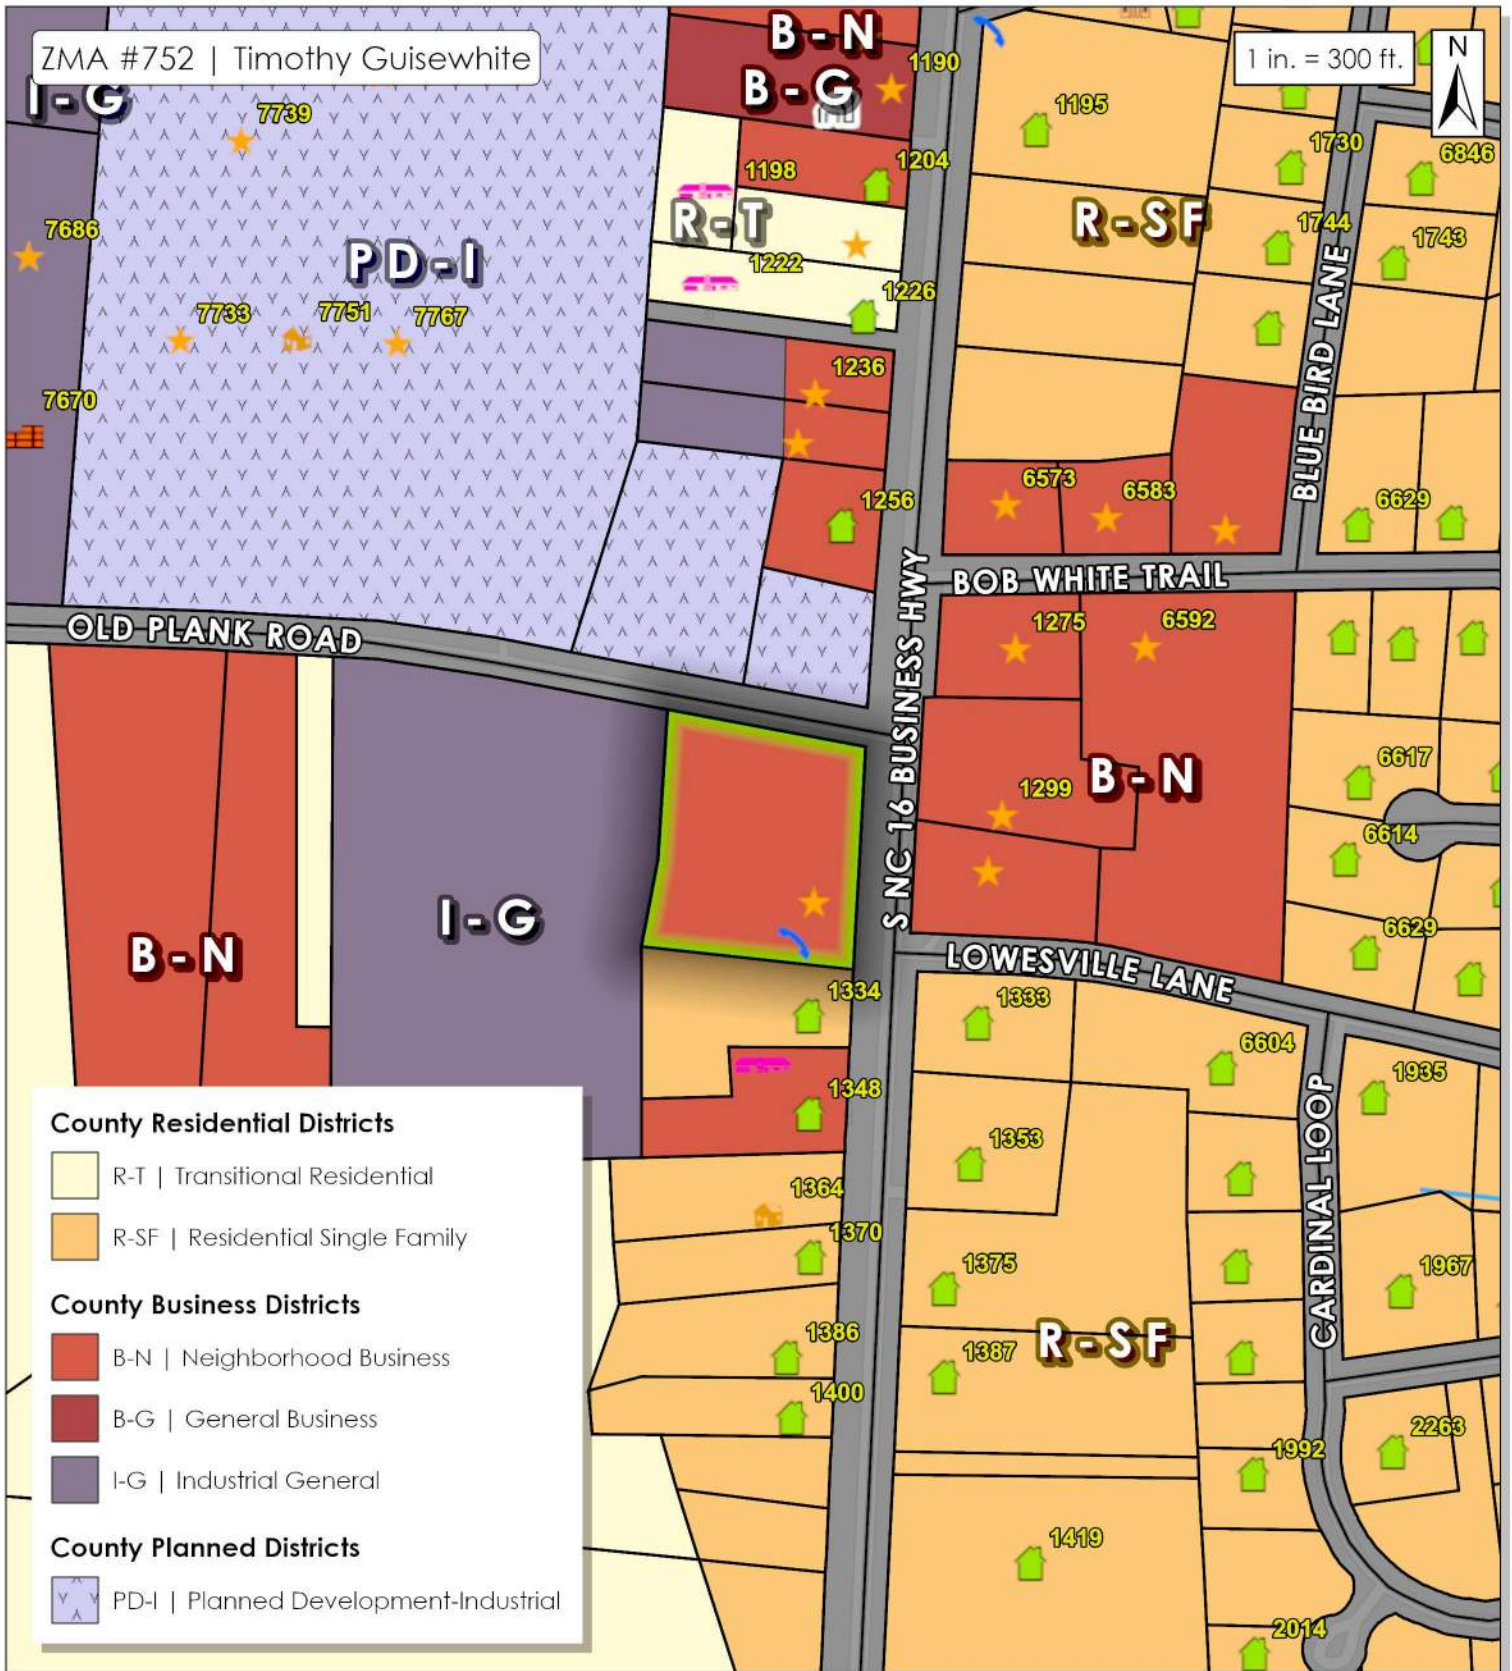 ZMA #752 | Timothy Guisewhite
1 in. = 300 ft.
N
B - N
1190
B - G
I - G
7739
1195
1730
6846
1204
1198
7686
R - T
R - SF
1744
1743
PD - I
1222
1226
7733
7751
7767
1236
7670
BLUE BIRD LANE
6573
6583
6629
1256
BOB WHITE TRAIL
OLD PLANK ROAD
1275
6592
S NC 16 BUSINESS HWY
6617
1299
B - N
6614
I - G
B - N
6629
LOWESVILLE LANE
1334
1333
6604
1935
1348
1353
CARDINAL LOOP
1364
1370
1375
1967
1386
1387
R - SF
1400
2263
1992
1419
2014
County Residential Districts
R-T | Transitional Residential
R-SF | Residential Single Family
County Business Districts
B-N | Neighborhood Business
B-G | General Business
I-G | Industrial General
County Planned Districts
PD-I | Planned Development-Industrial